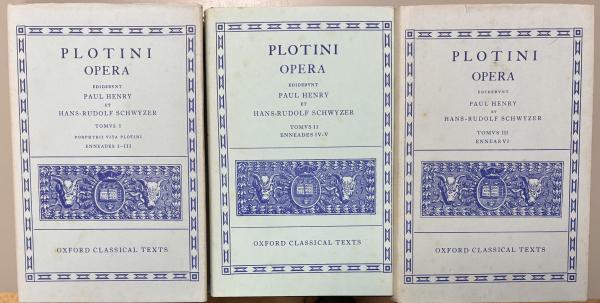 PLOTINI
OPERA
EDIDERVNT
PAUL HENRY
ET
HANS-RUDOLF SCHWYZER
TOMVS I
PORPHYRII VITA PLOTINI
ENNEADES I-III
OXFORD CLASSICAL TEXTS
PLOTINI
OPERA
EDIDERVNT
PAUL HENRY
ET
HANS-RUDOLF SCHWYZER
TOMVS II
ENNEADES IV-V
OXFORD CLASSICAL TEXTS
PLOTINI
OPERA
EDIDERVNT
PAUL HENRY
ET
HANS-RUDOLF SCHWYZER
TOMVS III
ENNEAS VI
OXFORD CLASSICAL TEXTS